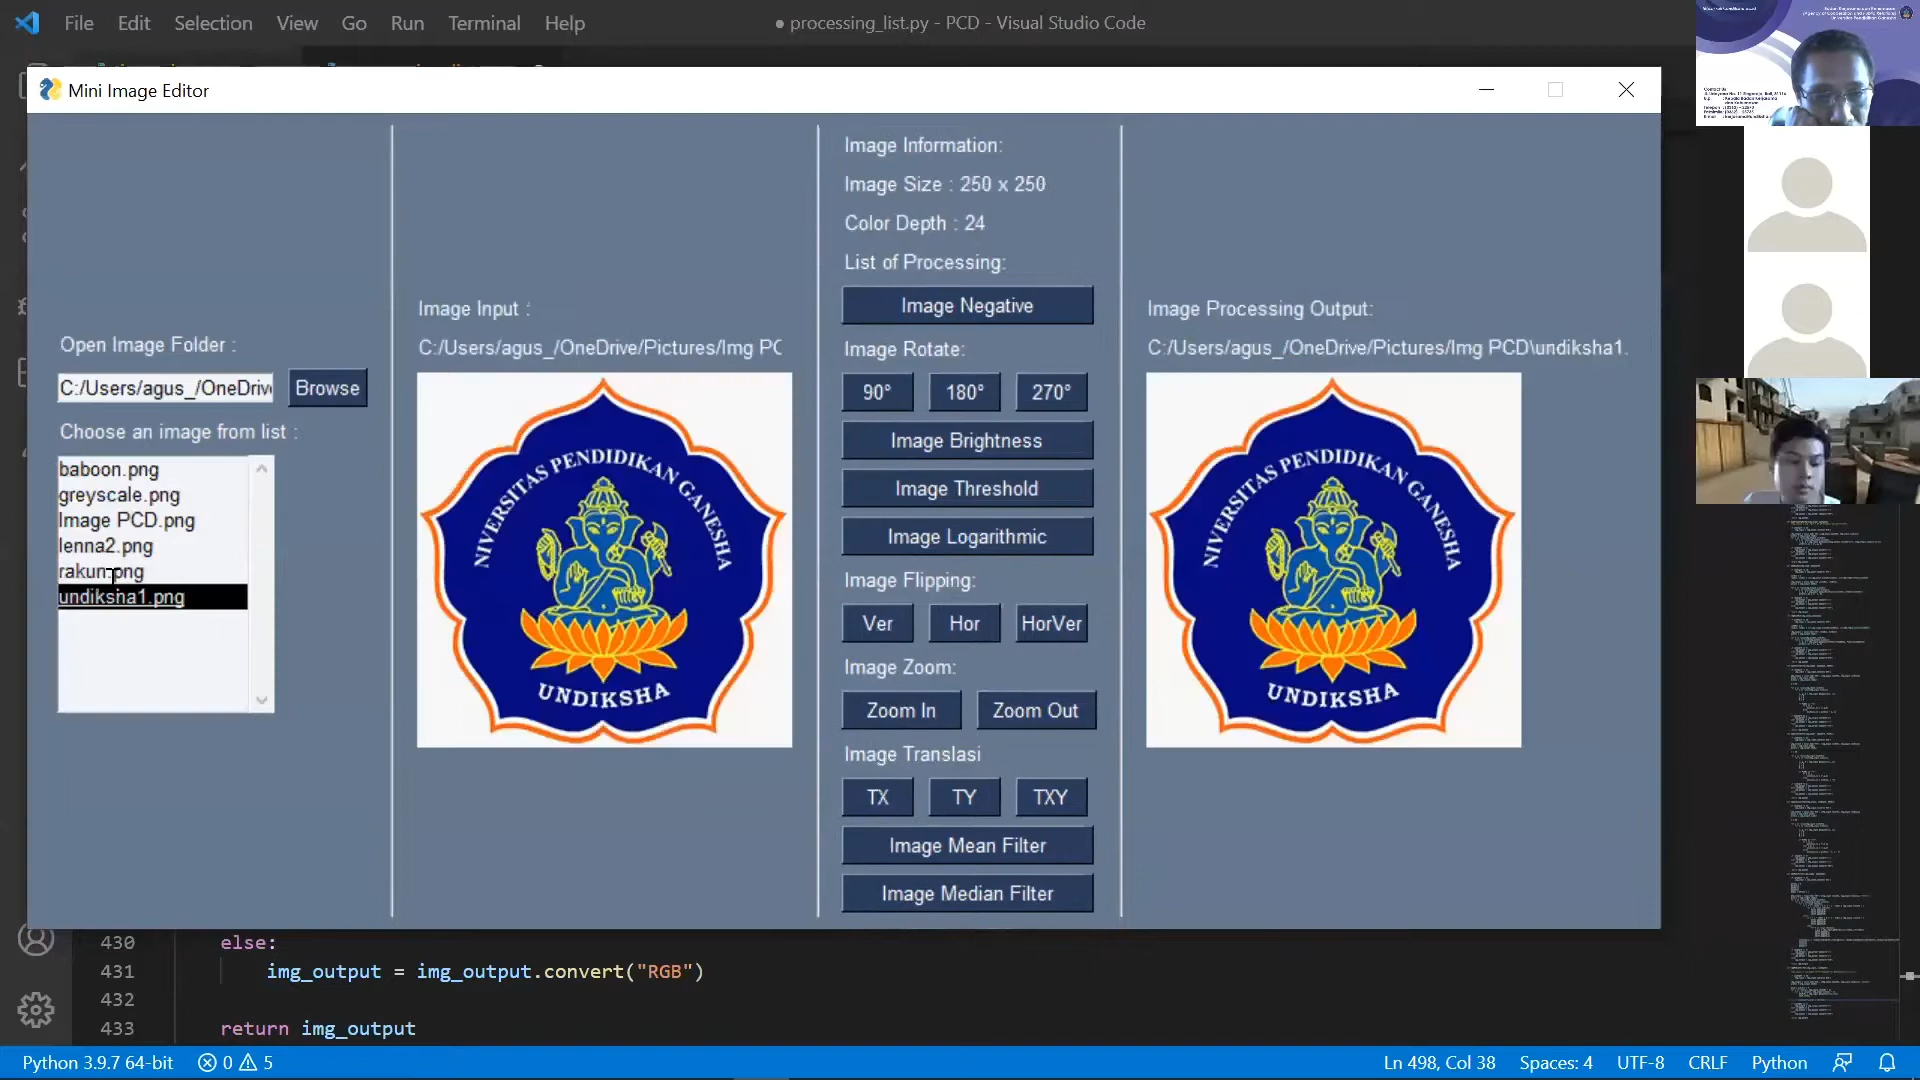 File Edit Selection View Go Run Terminal Help
● processing_list.py - PCD - Visual Studio Code
Mini Image Editor
Open Image Folder :
C:/Users/agus_/OneDriv
Browse
Choose an image from list :
baboon.png
greyscale.png
Image PCD.png
lenna2.png
rakun.png
undiksha1.png
Image Input :
C:/Users/agus_/OneDrive/Pictures/Img PC
NIVERSITAS PENDIDIKAN GANESHA
UNDIKSHA
Image Information:
Image Size : 250 x 250
Color Depth : 24
List of Processing:
Image Negative
Image Rotate:
90° 180° 270°
Image Brightness
Image Threshold
Image Logarithmic
Image Flipping:
Ver Hor HorVer
Image Zoom:
Zoom In Zoom Out
Image Translasi
TX TY TXY
Image Mean Filter
Image Median Filter
Image Processing Output:
C:/Users/agus_/OneDrive/Pictures/Img PCD\undiksha1.
NIVERSITAS PENDIDIKAN GANESHA
UNDIKSHA
430 else:
431 img_output = img_output.convert("RGB")
432
433 return img_output
Python 3.9.7 64-bit 0 5
Ln 498, Col 38 Spaces: 4 UTF-8 CRLF Python